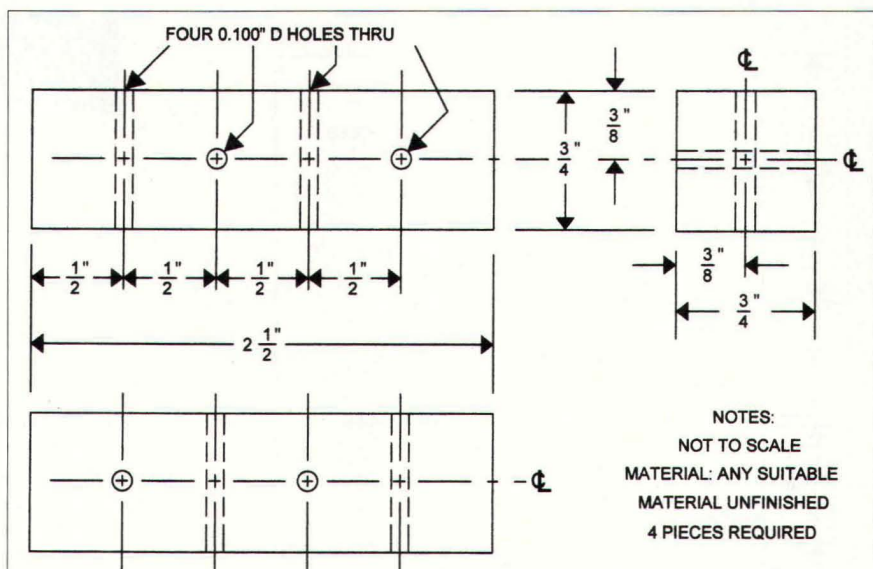 FOUR 0.100" D HOLES THRU
℄
3/8"
3/4"
℄
1/2" 1/2" 1/2" 1/2"
3/8"
3/4"
2 1/2"
℄
NOTES:
NOT TO SCALE
MATERIAL: ANY SUITABLE
MATERIAL UNFINISHED
4 PIECES REQUIRED